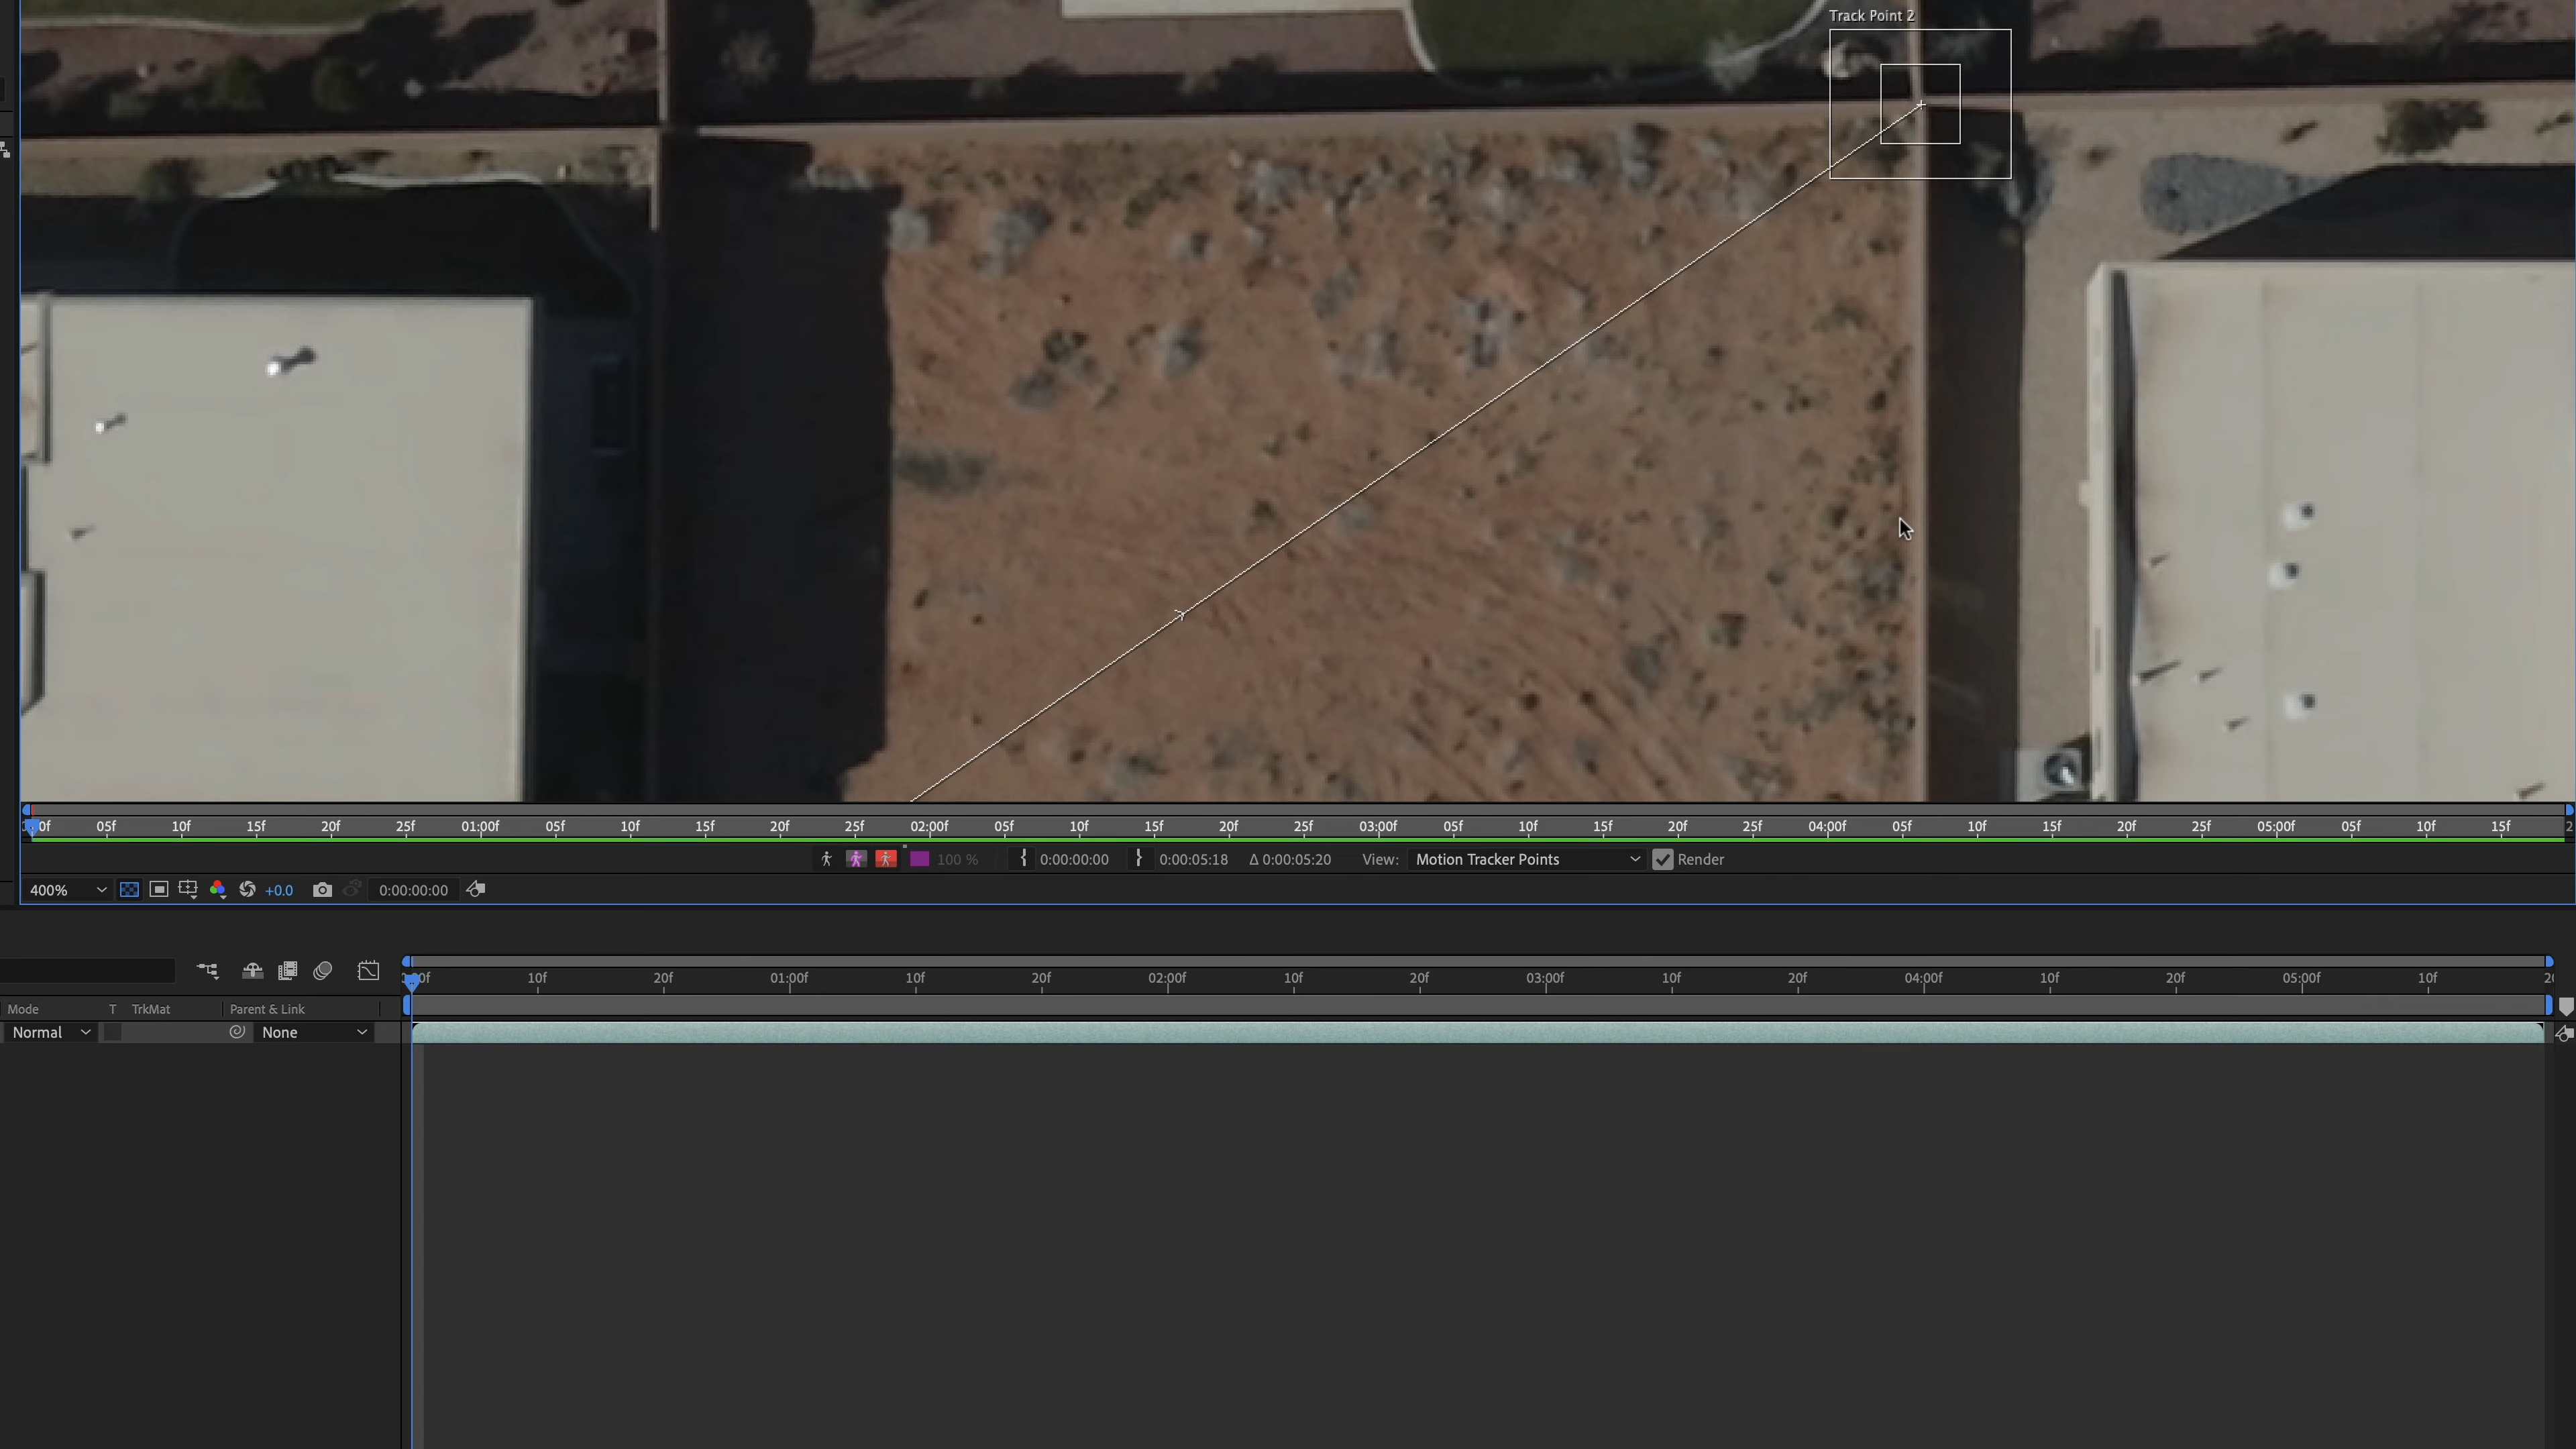 Track Point 2
0f 05f 10f 15f 20f 25f 01:00f 05f 10f 15f 20f 25f 02:00f 05f 10f 15f 20f 25f 03:00f 05f 10f 15f 20f 25f 04:00f 05f 10f 15f 20f 25f 05:00f 05f 10f 15f 2
100 % 0:00:00:00 0:00:05:18 Δ 0:00:05:20 View: Motion Tracker Points Render
400% +0.0 0:00:00:00
00f 10f 20f 01:00f 10f 20f 02:00f 10f 20f 03:00f 10f 20f 04:00f 10f 20f 05:00f 10f 20
Mode T TrkMat Parent & Link
Normal None